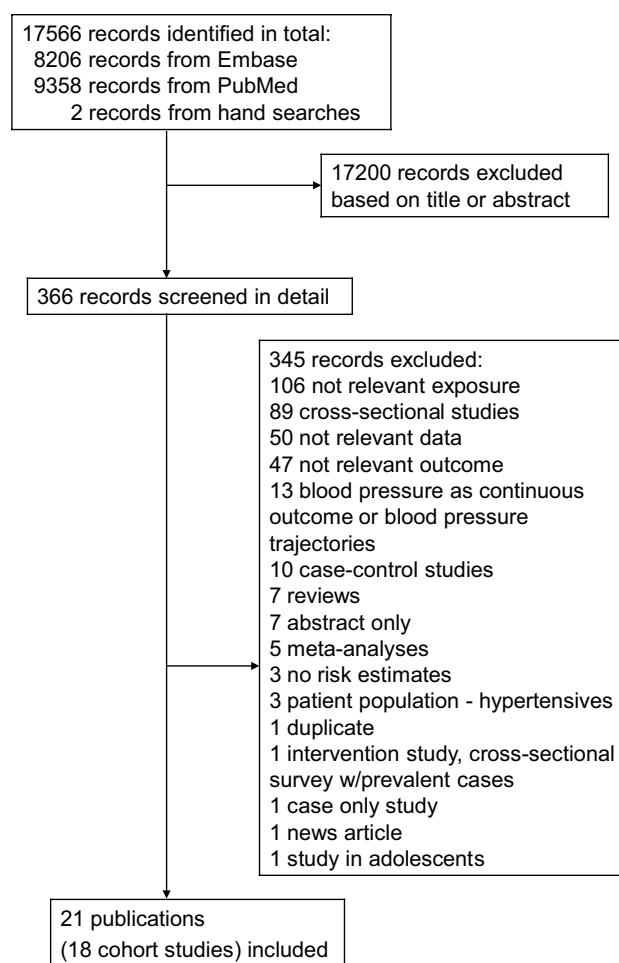 17566 records identified in total:
8206 records from Embase
9358 records from PubMed
2 records from hand searches
17200 records excluded
based on title or abstract
366 records screened in detail
345 records excluded:
106 not relevant exposure
89 cross-sectional studies
50 not relevant data
47 not relevant outcome
13 blood pressure as continuous
outcome or blood pressure
trajectories
10 case-control studies
7 reviews
7 abstract only
5 meta-analyses
3 no risk estimates
3 patient population - hypertensives
1 duplicate
1 intervention study, cross-sectional
survey w/prevalent cases
1 case only study
1 news article
1 study in adolescents
21 publications
(18 cohort studies) included